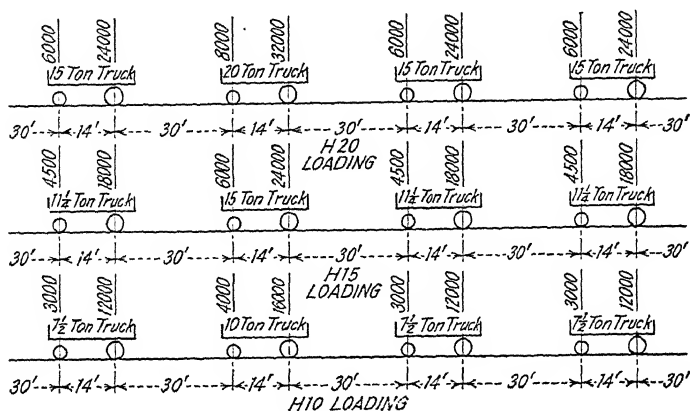 6000 24000 8000 32000 6000 24000 6000 24000
15 Ton Truck 20 Ton Truck 15 Ton Truck 15 Ton Truck
30' 14' 30' 14' 30' 14' 30' 14' 30'
H 20
LOADING
4500 18000 6000 24000 4500 18000 4500 18000
11¼ Ton Truck 15 Ton Truck 11¼ Ton Truck 11¼ Ton Truck
30' 14' 30' 14' 30' 14' 30' 14' 30'
H15
LOADING
3000 12000 4000 16000 3000 12000 3000 12000
7½ Ton Truck 10 Ton Truck 7½ Ton Truck 7½ Ton Truck
30' 14' 30' 14' 30' 14' 30' 14' 30'
H10 LOADING